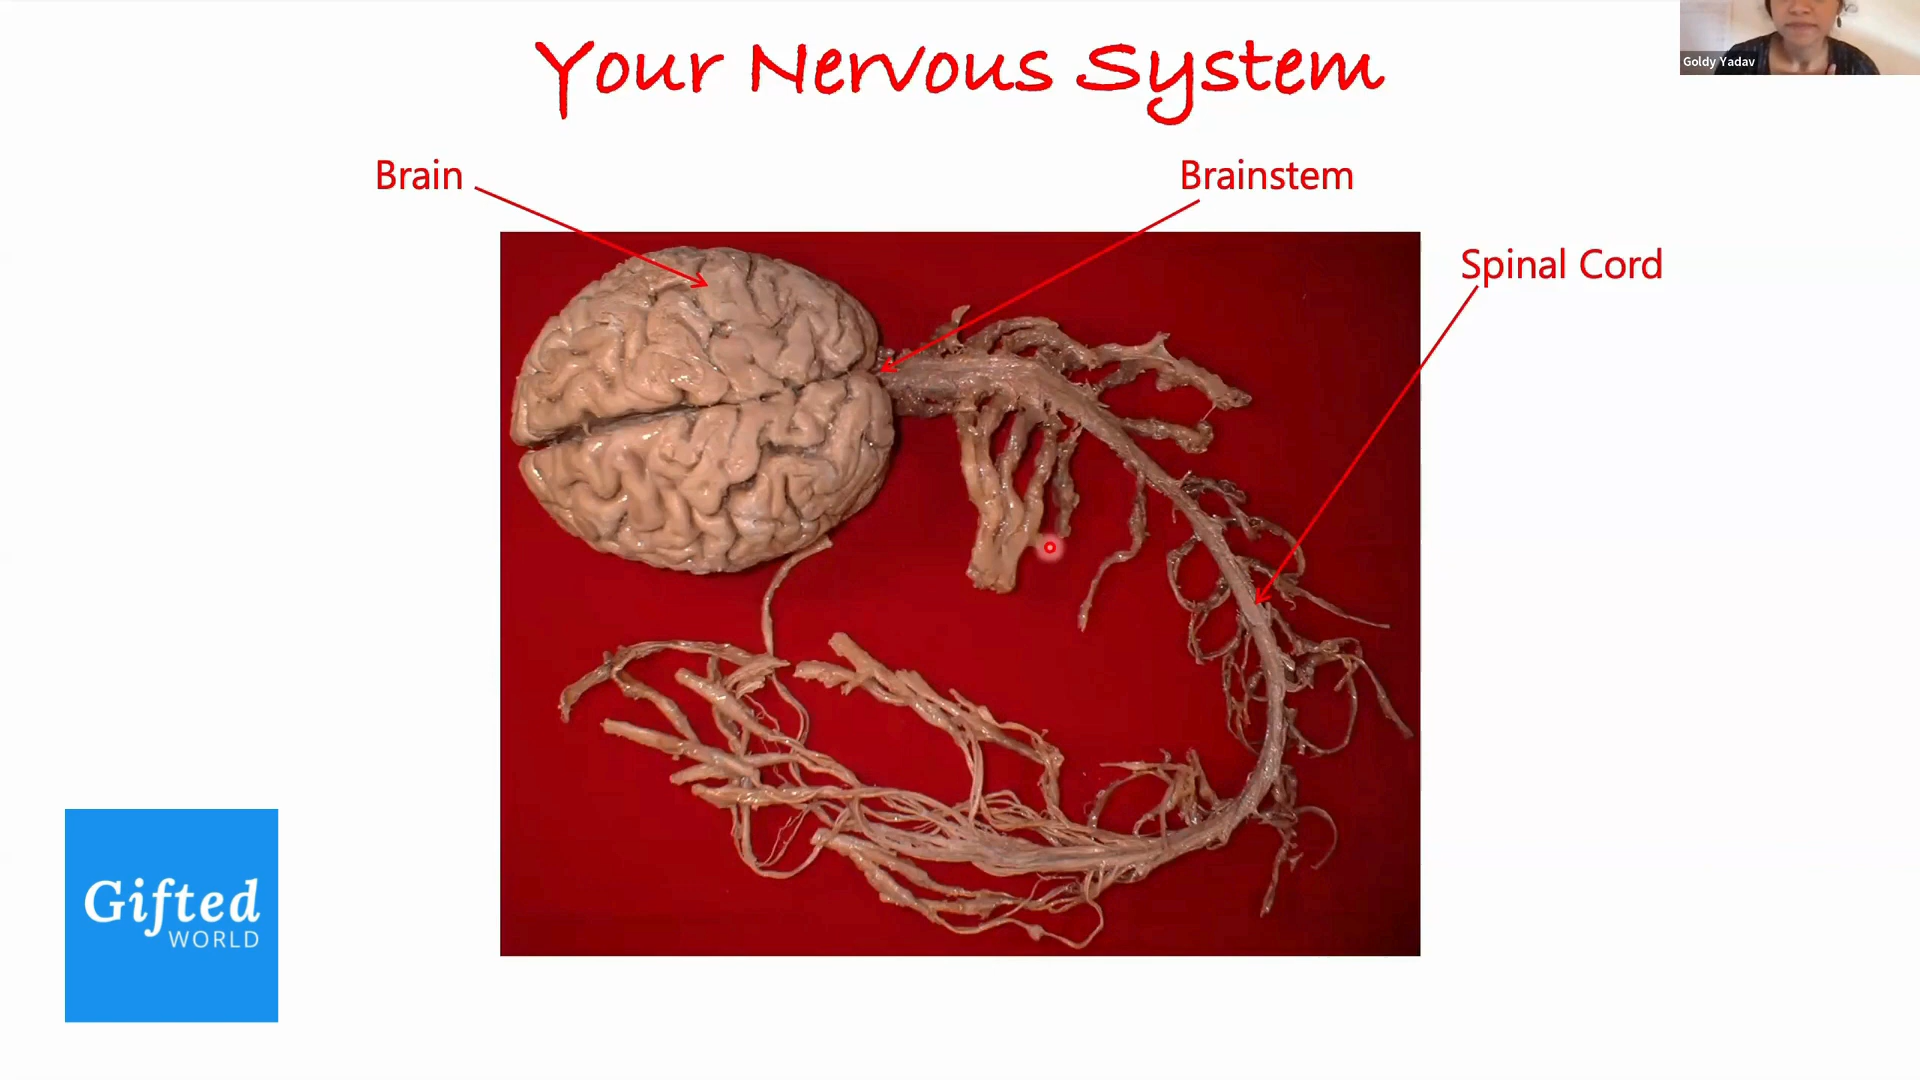 Your Nervous System
Goldy Yadav
Brain
Brainstem
Spinal Cord
Gifted
WORLD